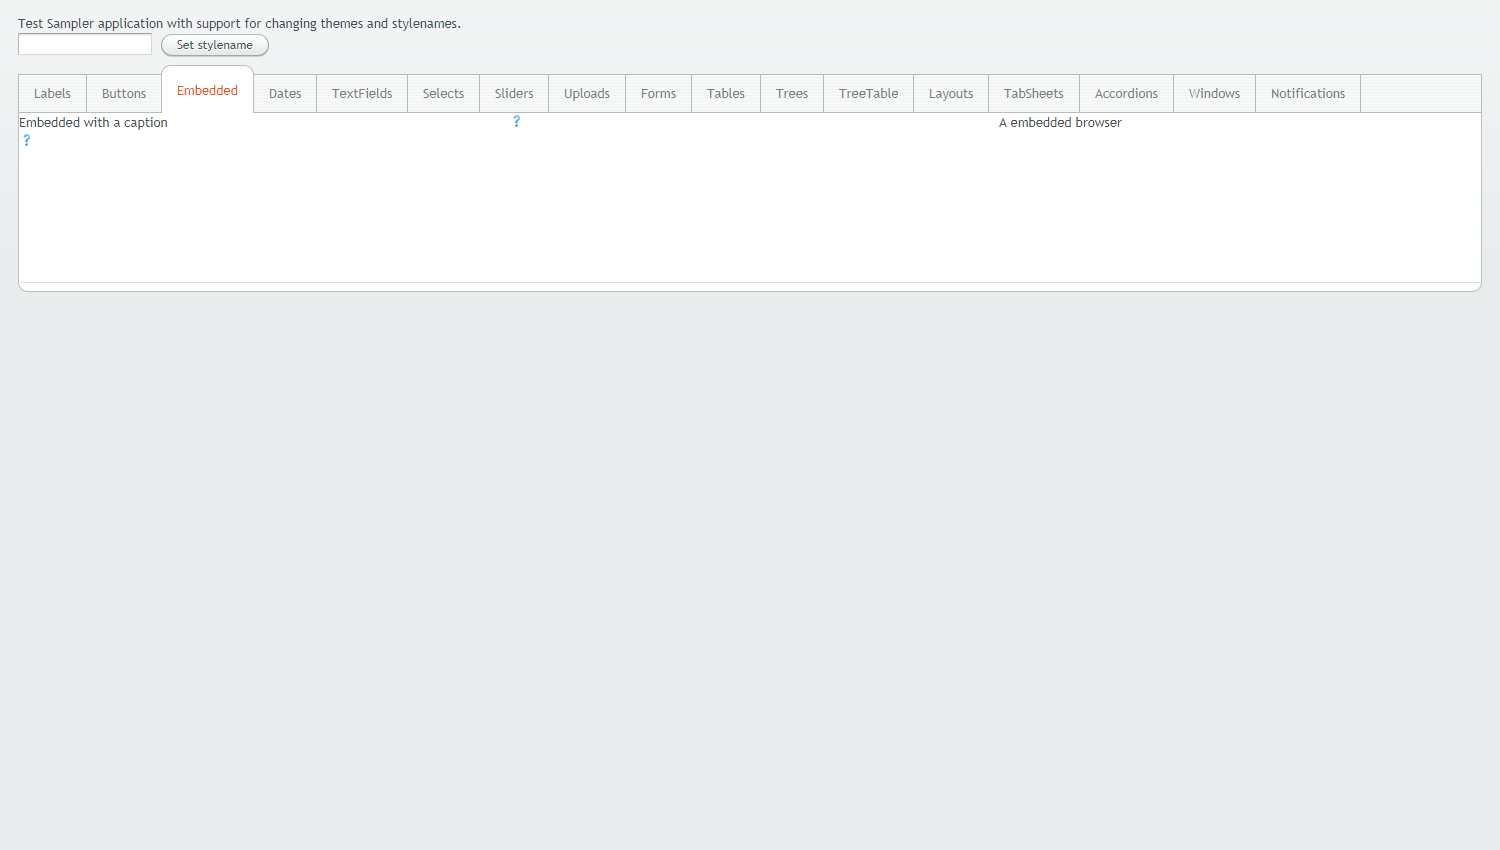 Test Sampler application with support for changing themes and stylenames.
Set stylename
Labels Buttons Embedded Dates TextFields Selects Sliders Uploads Forms Tables Trees TreeTable Layouts TabSheets Accordions Windows Notifications
Embedded with a caption ? A embedded browser
?